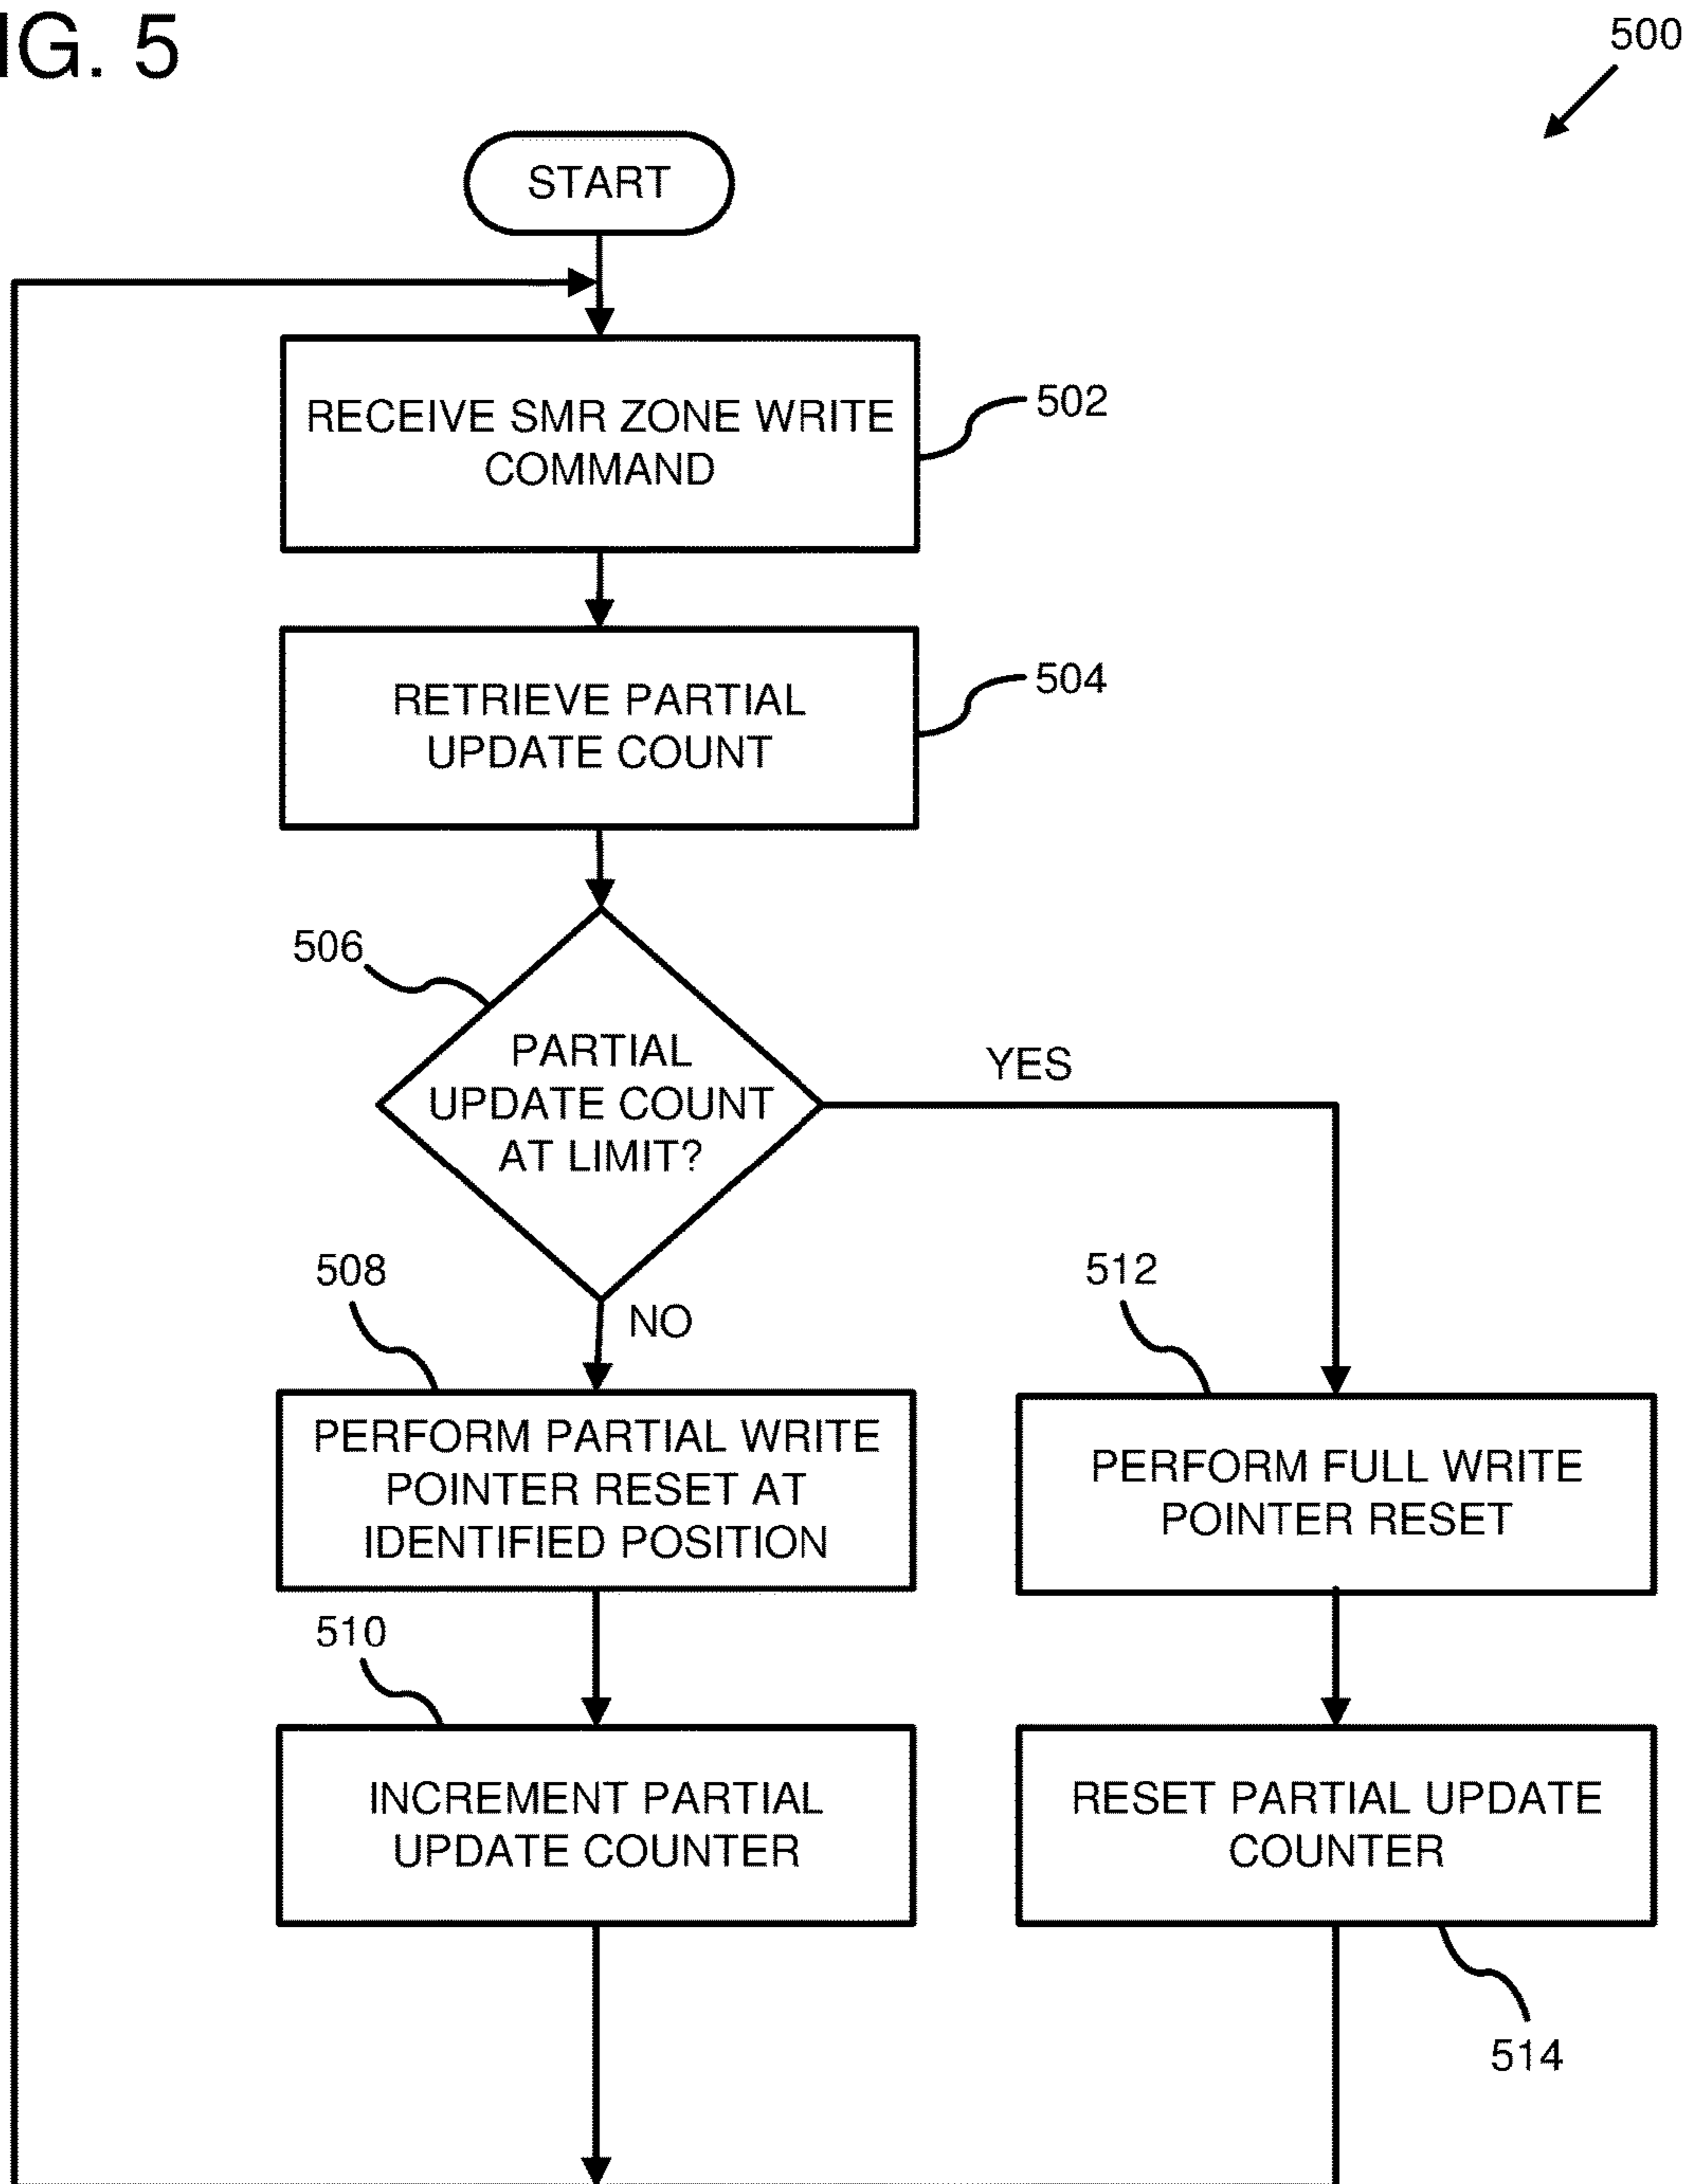 IG. 5
500
START
RECEIVE SMR ZONE WRITE
COMMAND
502
RETRIEVE PARTIAL
UPDATE COUNT
504
506
PARTIAL
UPDATE COUNT
AT LIMIT?
YES
NO
508
PERFORM PARTIAL WRITE
POINTER RESET AT
IDENTIFIED POSITION
512
PERFORM FULL WRITE
POINTER RESET
510
INCREMENT PARTIAL
UPDATE COUNTER
RESET PARTIAL UPDATE
COUNTER
514